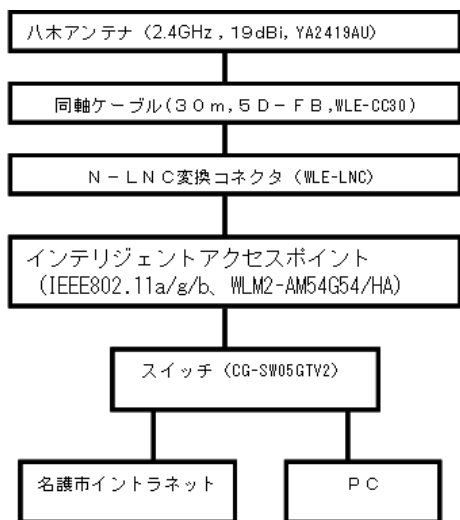 八木アンテナ（2.4GHz，19dBi，YA2419AU）
同軸ケーブル（３０ｍ，５Ｄ－ＦＢ，WLE-CC30）
Ｎ－ＬＮＣ変換コネクタ（WLE-LNC）
インテリジェントアクセスポイント
（IEEE802.11a/g/b、WLM2-AM54G54/HA）
スイッチ（CG-SW05GTV2）
名護市イントラネット
ＰＣ